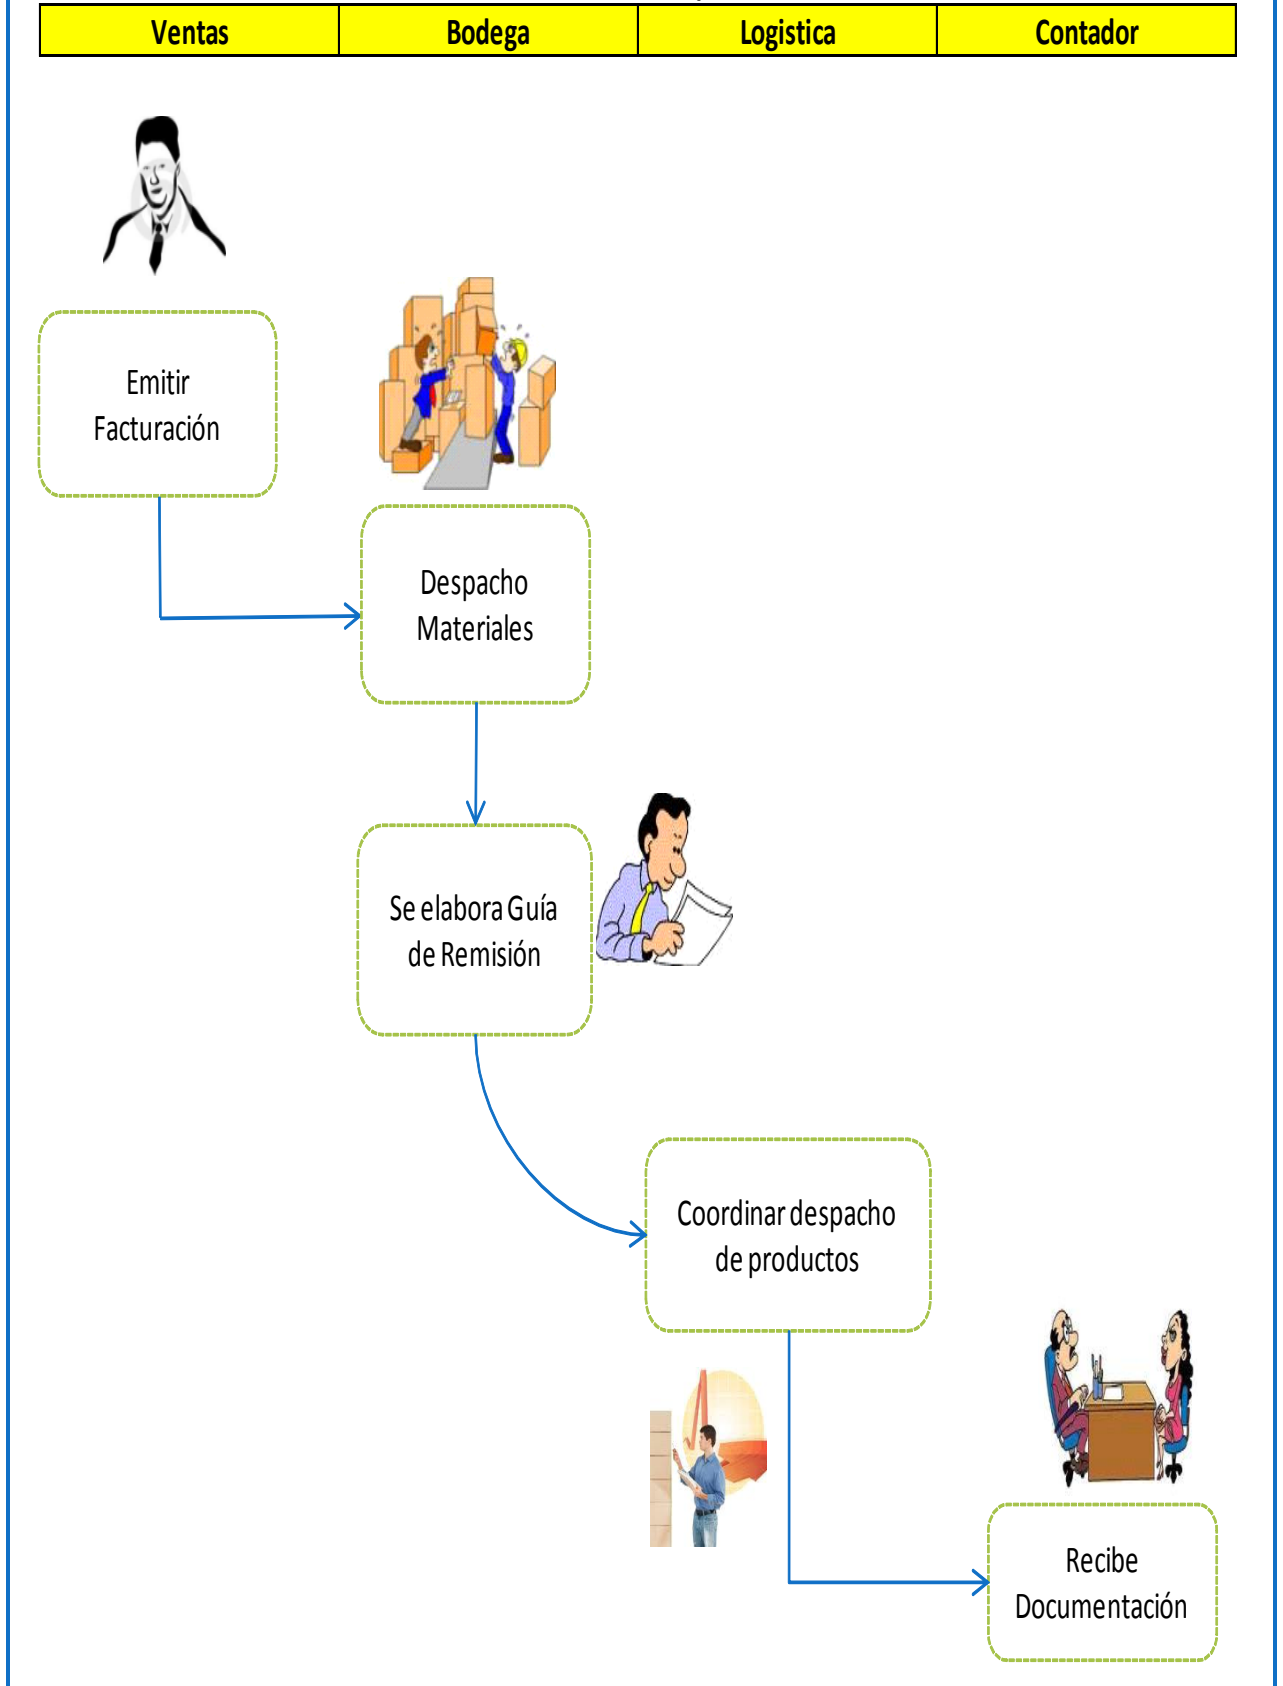 Ventas Bodega Logistica Contador
Emitir
Facturación
Despacho
Materiales
Se elabora Guía
de Remisión
Coordinar despacho
de productos
Recibe
Documentación